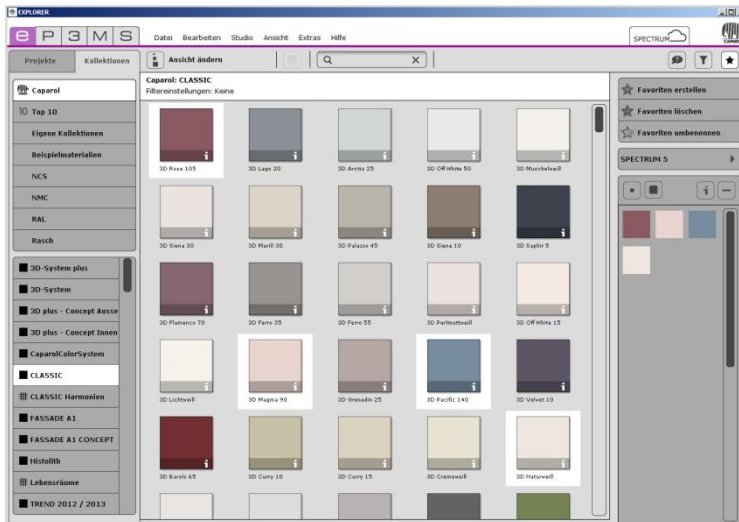 EXPLORER
e P 3 M S
Datei Bearbeiten Studio Ansicht Extras Hilfe
SPECTRUM
CAPAROL
Projekte Kollektionen
Ansicht ändern
Caparol
10 Top 10
Eigene Kollektionen
Beispielmaterialien
NCS
NMC
RAL
Rasch
3D-System plus
3D-System
3D plus - Concept Ausse
3D plus - Concept Innen
CaparolColorSystem
CLASSIC
CLASSIC Harmonien
FASSADE A1
FASSADE A1 CONCEPT
Histolith
Lebensräume
TREND 2012 / 2013
Caparol: CLASSIC
Filtereinstellungen: Keine
3D Rose 105 3D Lago 20 3D Arctic 25 3D Off White 50 3D Muschelweiß
3D Siena 30 3D Marill 30 3D Palazzo 45 3D Siena 10 3D Saphir 5
3D Flamenco 70 3D Ferro 35 3D Ferro 55 3D Perlmuttweiß 3D Off White 15
3D Lichtweiß 3D Magma 90 3D Grenadin 25 3D Pacific 140 3D Velvet 10
3D Barolo 65 3D Curry 10 3D Curry 15 3D Cremeweiß 3D Naturweiß
Favoriten erstellen
Favoriten löschen
Favoriten umbenennen
SPECTRUM 5